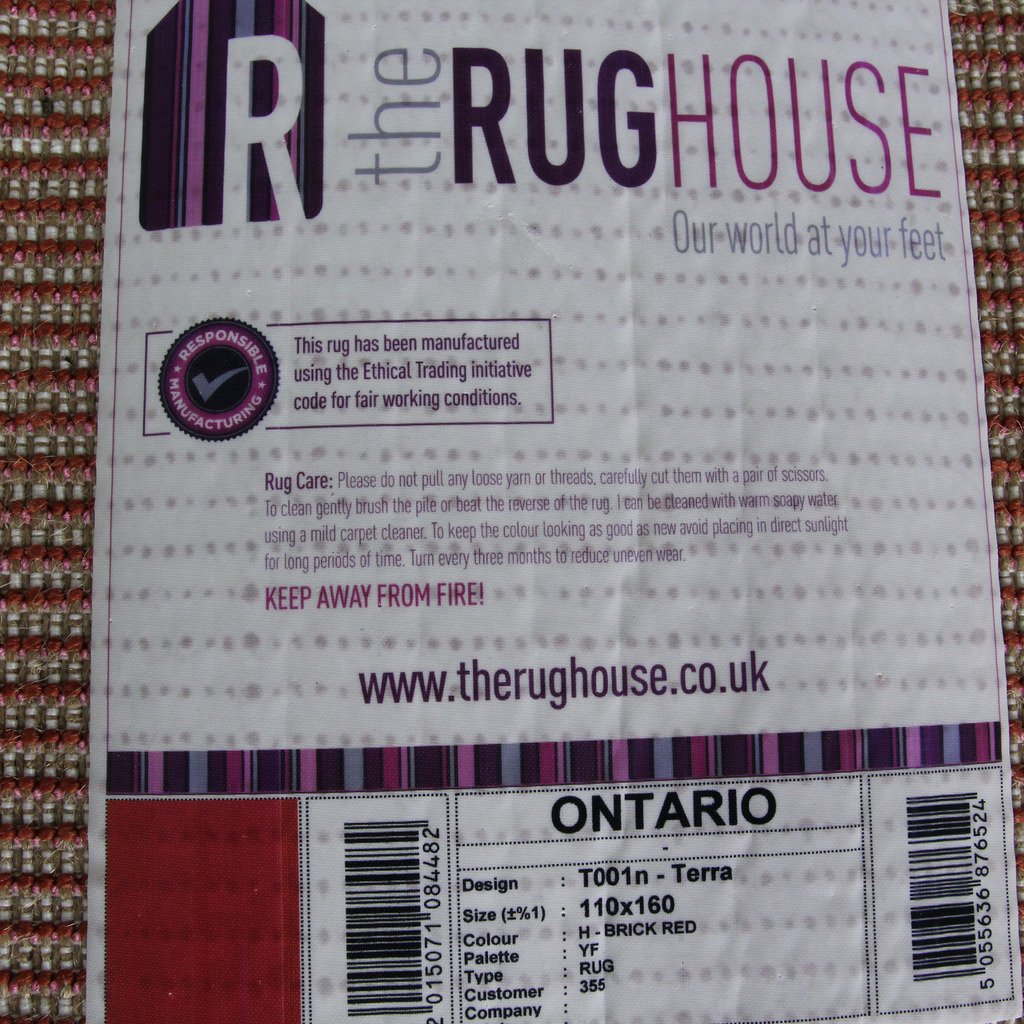 R the RUGHOUSE
Our world at your feet
RESPONSIBLE
MANUFACTURING
This rug has been manufactured
using the Ethical Trading initiative
code for fair working conditions.
Rug Care: Please do not pull any loose yarn or threads, carefully cut them with a pair of scissors.
To clean gently brush the pile or beat the reverse of the rug. I can be cleaned with warm soapy water
using a mild carpet cleaner. To keep the colour looking as good as new avoid placing in direct sunlight
for long periods of time. Turn every three months to reduce uneven wear.
KEEP AWAY FROM FIRE!
www.therughouse.co.uk
ONTARIO
-
Design : T001n - Terra
Size (±%1) : 110x160
Colour : H - BRICK RED
Palette : YF
Type : RUG
Customer : 355
Company :
2 015071 084482
5 055636 876524